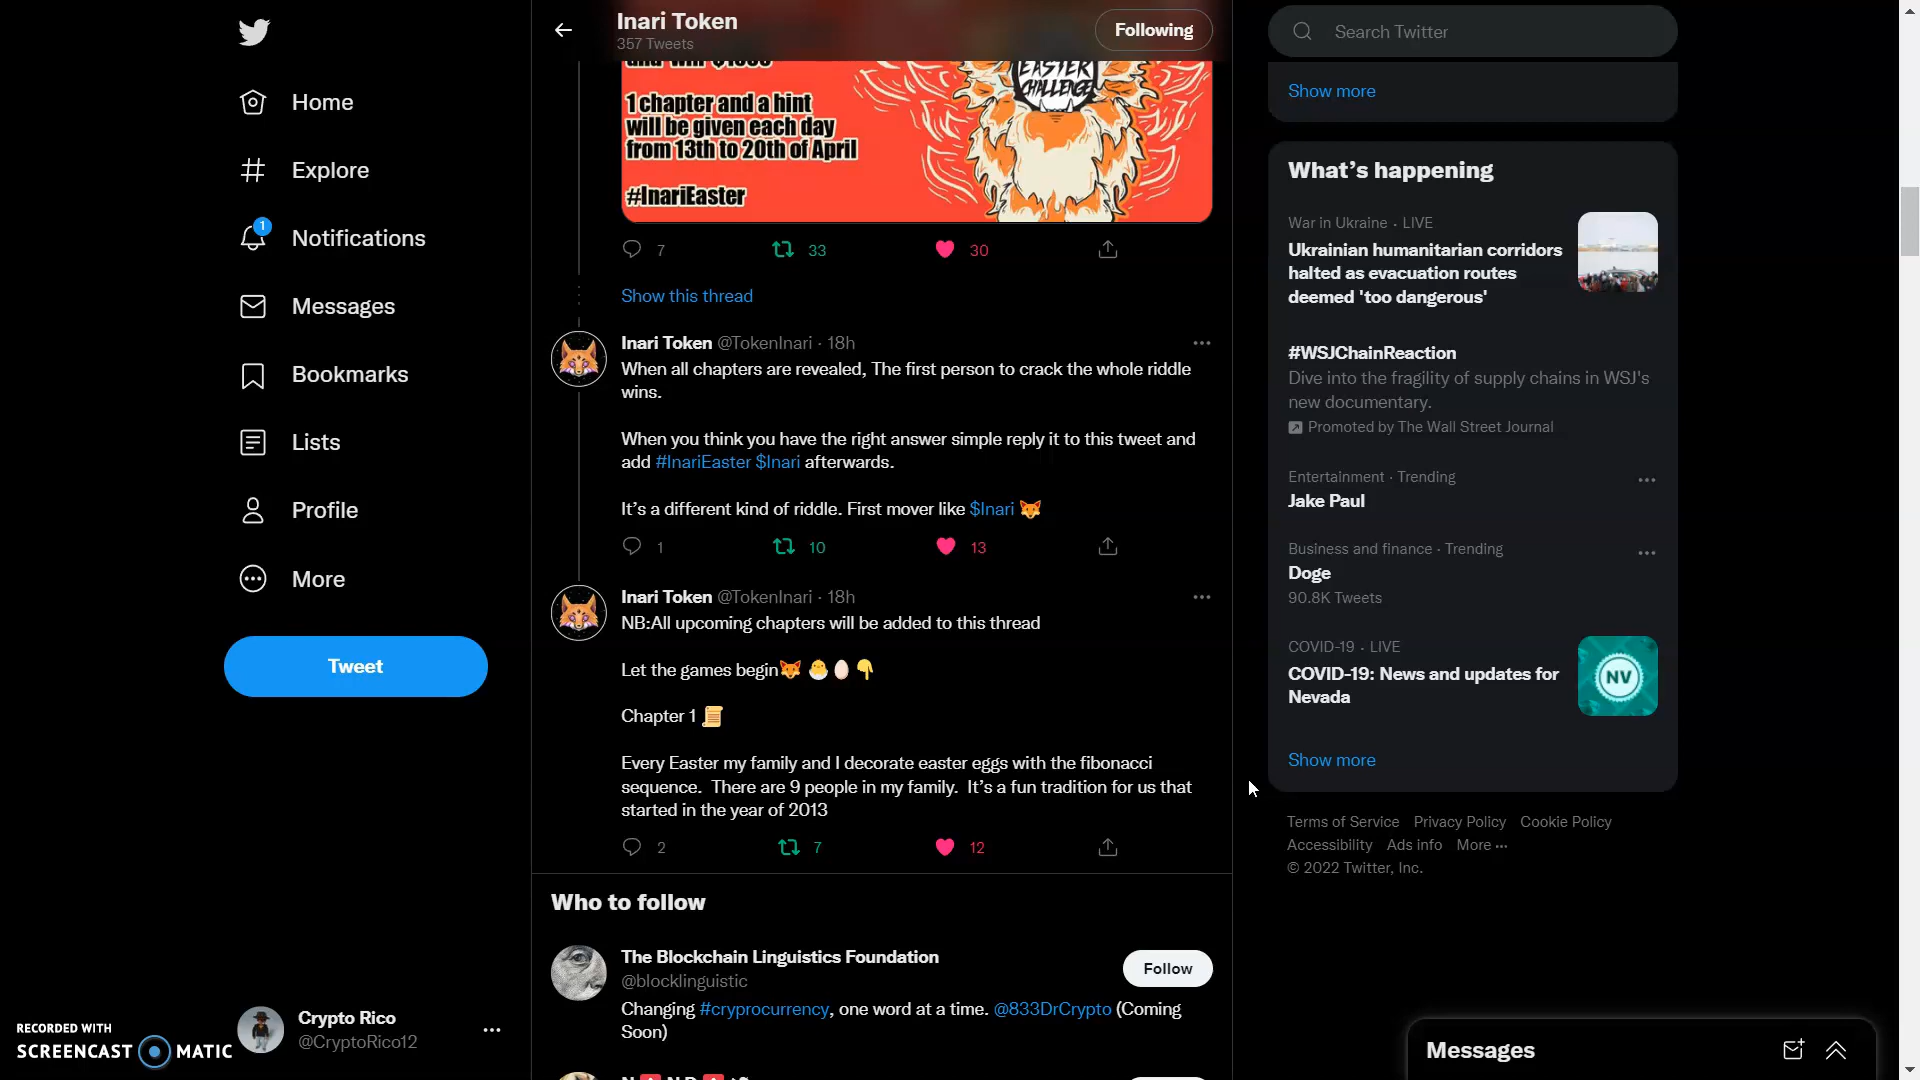 Home
Explore
1
Notifications
Messages
Bookmarks
Lists
Profile
More
Tweet
Crypto Rico
@CryptoRico12
RECORDED WITH
SCREENCAST MATIC
Inari Token
357 Tweets
Following
1 chapter and a hint
will be given each day
from 13th to 20th of April
#InariEaster
EASTER
CHALLENGE
7 33 30
Show this thread
Inari Token @TokenInari · 18h
When all chapters are revealed, The first person to crack the whole riddle
wins.
When you think you have the right answer simple reply it to this tweet and
add #InariEaster $Inari afterwards.
It's a different kind of riddle. First mover like $Inari
1 10 13
Inari Token @TokenInari · 18h
NB:All upcoming chapters will be added to this thread
Let the games begin
Chapter 1
Every Easter my family and I decorate easter eggs with the fibonacci
sequence. There are 9 people in my family. It's a fun tradition for us that
started in the year of 2013
2 7 12
Who to follow
The Blockchain Linguistics Foundation
@blocklinguistic
Follow
Changing #cryprocurrency, one word at a time. @833DrCrypto (Coming
Soon)
Search Twitter
Show more
What's happening
War in Ukraine · LIVE
Ukrainian humanitarian corridors
halted as evacuation routes
deemed 'too dangerous'
#WSJChainReaction
Dive into the fragility of supply chains in WSJ's
new documentary.
Promoted by The Wall Street Journal
Entertainment · Trending
Jake Paul
Business and finance · Trending
Doge
90.8K Tweets
COVID-19 · LIVE
COVID-19: News and updates for
Nevada
NV
Show more
Terms of Service Privacy Policy Cookie Policy
Accessibility Ads info More ···
© 2022 Twitter, Inc.
Messages